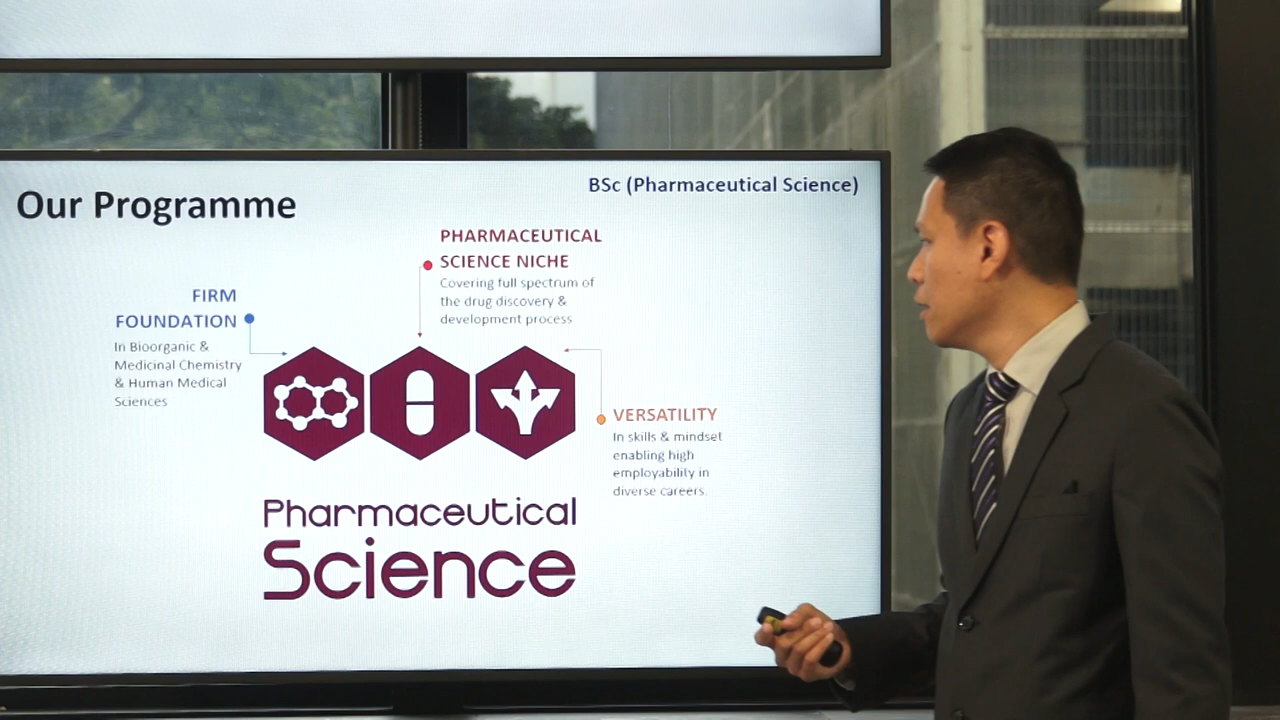 Our Programme
BSc (Pharmaceutical Science)
PHARMACEUTICAL
SCIENCE NICHE
Covering full spectrum of
the drug discovery &
development process
FIRM
FOUNDATION
In Bioorganic &
Medicinal Chemistry
& Human Medical
Sciences
VERSATILITY
In skills & mindset
enabling high
employability in
diverse careers.
Pharmaceutical
Science